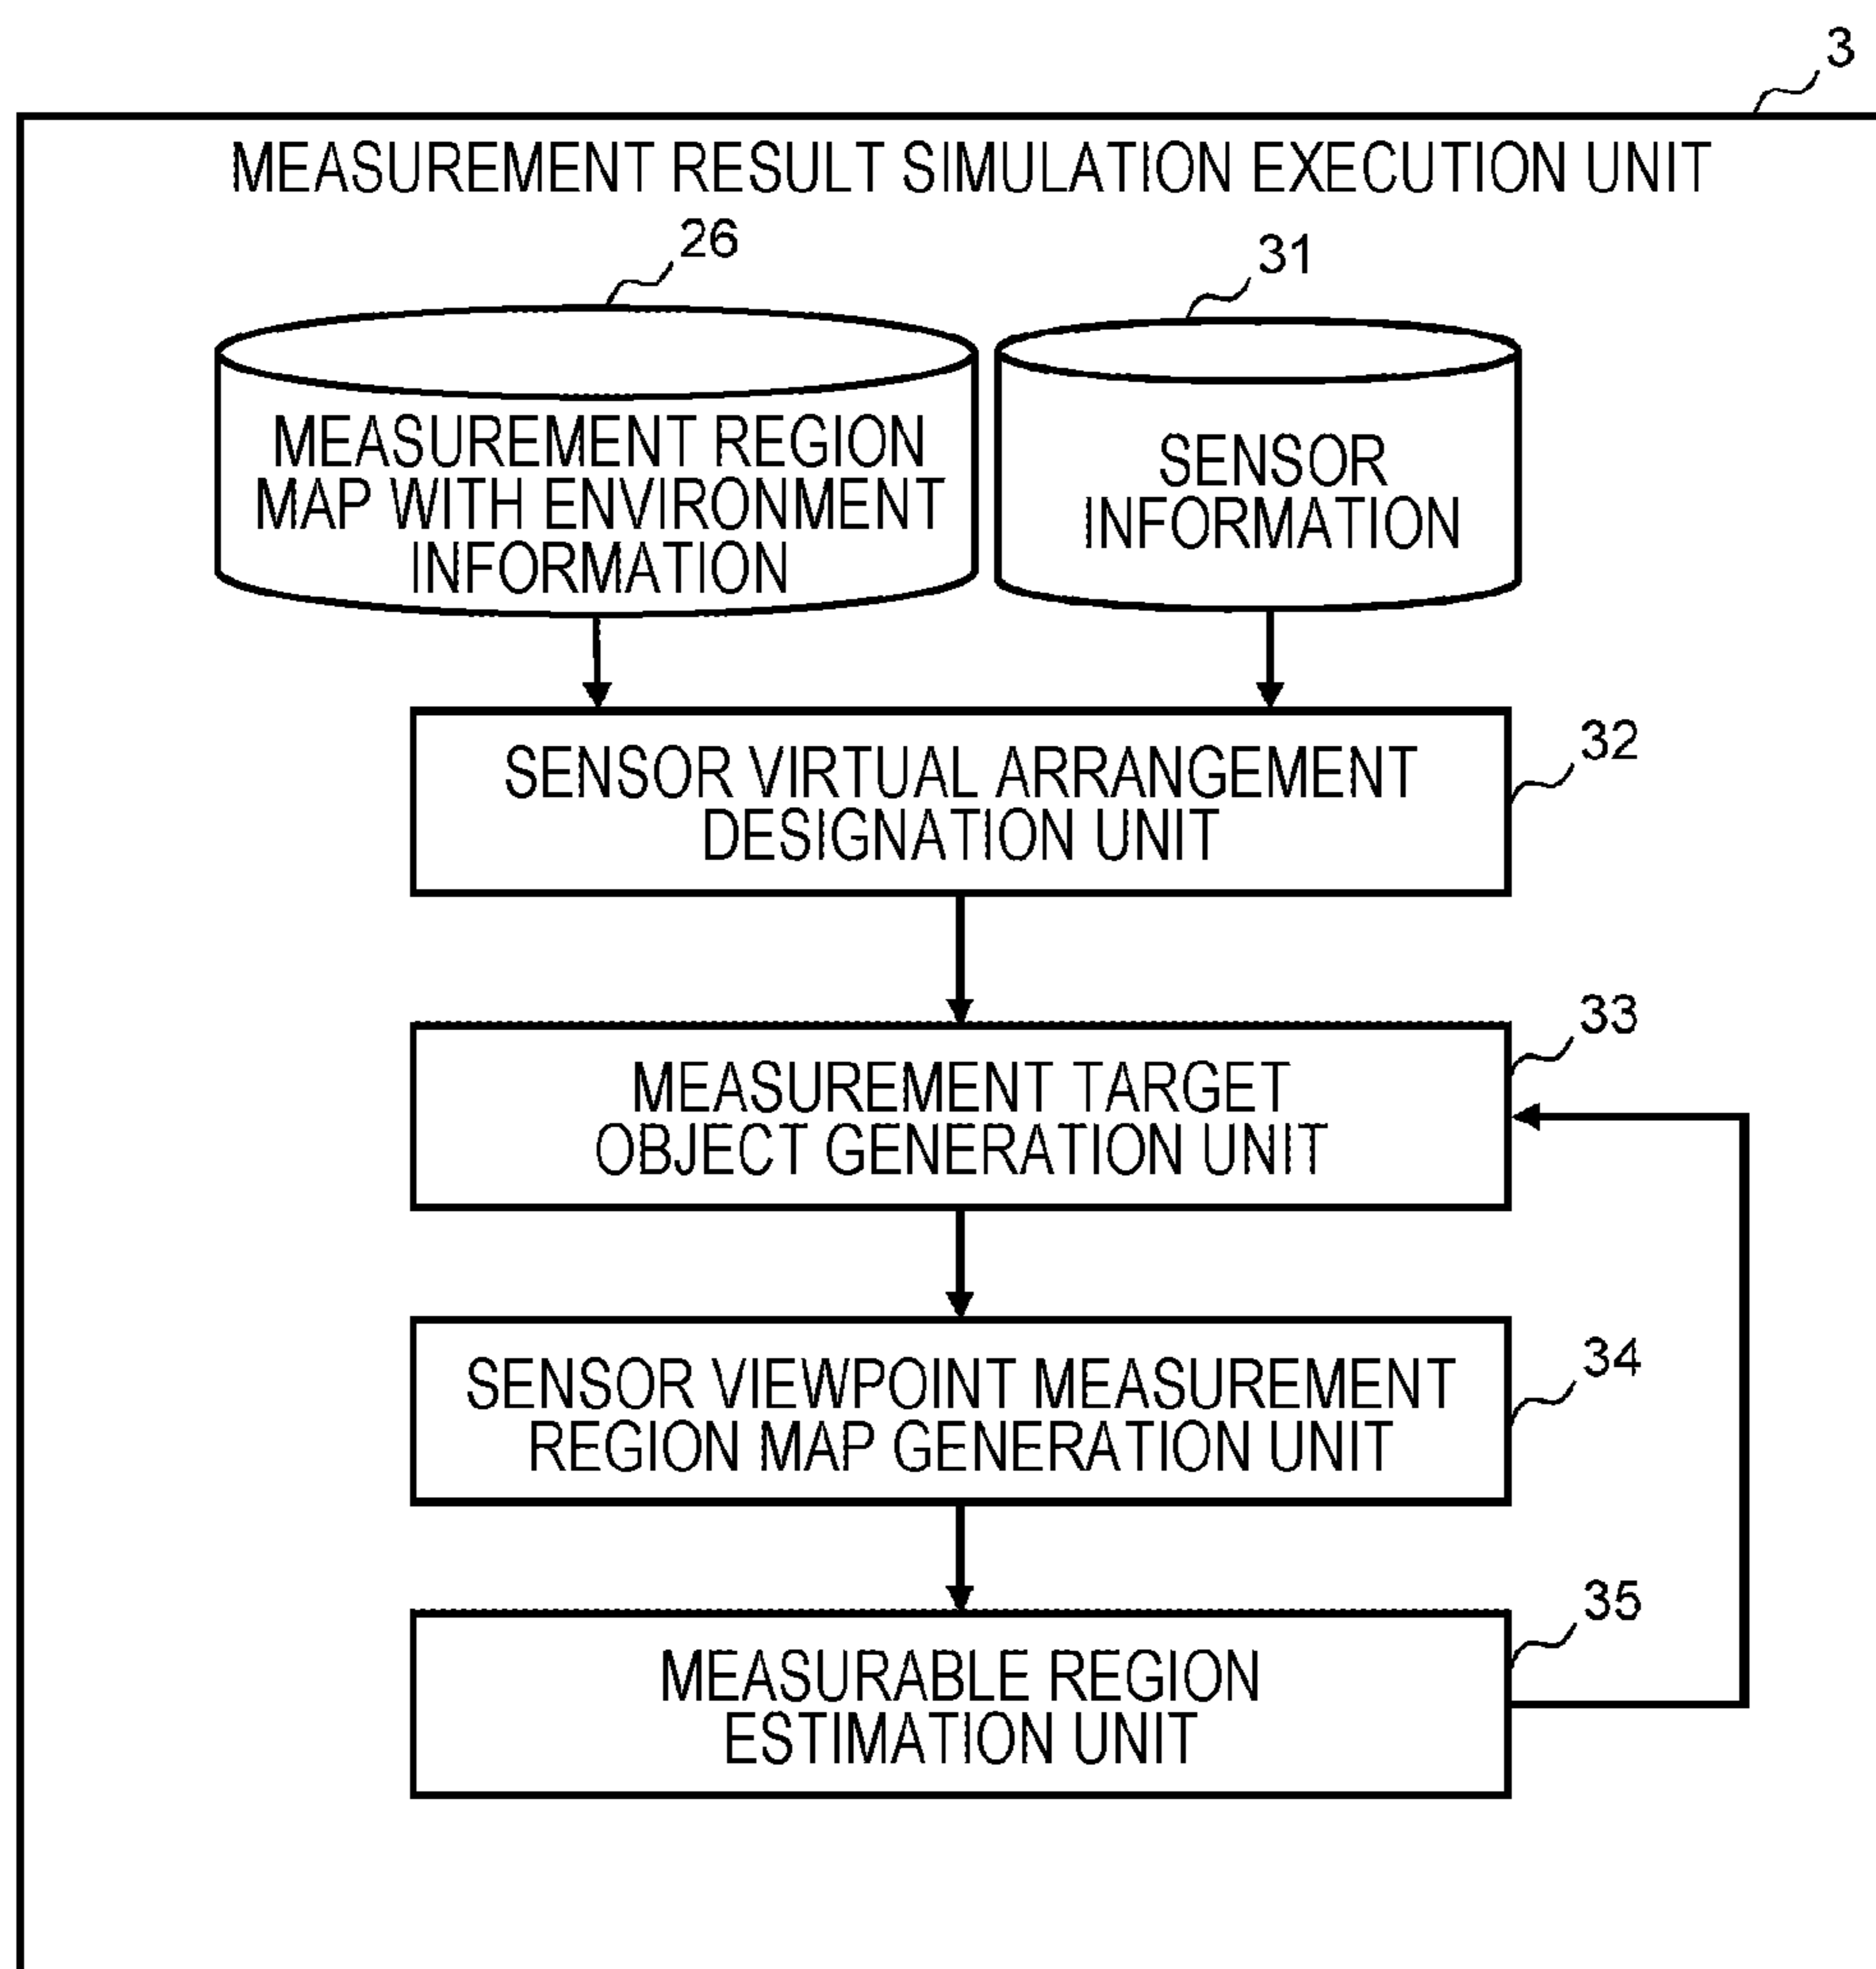 3
MEASUREMENT RESULT SIMULATION EXECUTION UNIT
26
31
MEASUREMENT REGION
MAP WITH ENVIRONMENT
INFORMATION
SENSOR
INFORMATION
32
SENSOR VIRTUAL ARRANGEMENT
DESIGNATION UNIT
33
MEASUREMENT TARGET
OBJECT GENERATION UNIT
34
SENSOR VIEWPOINT MEASUREMENT
REGION MAP GENERATION UNIT
35
MEASURABLE REGION
ESTIMATION UNIT